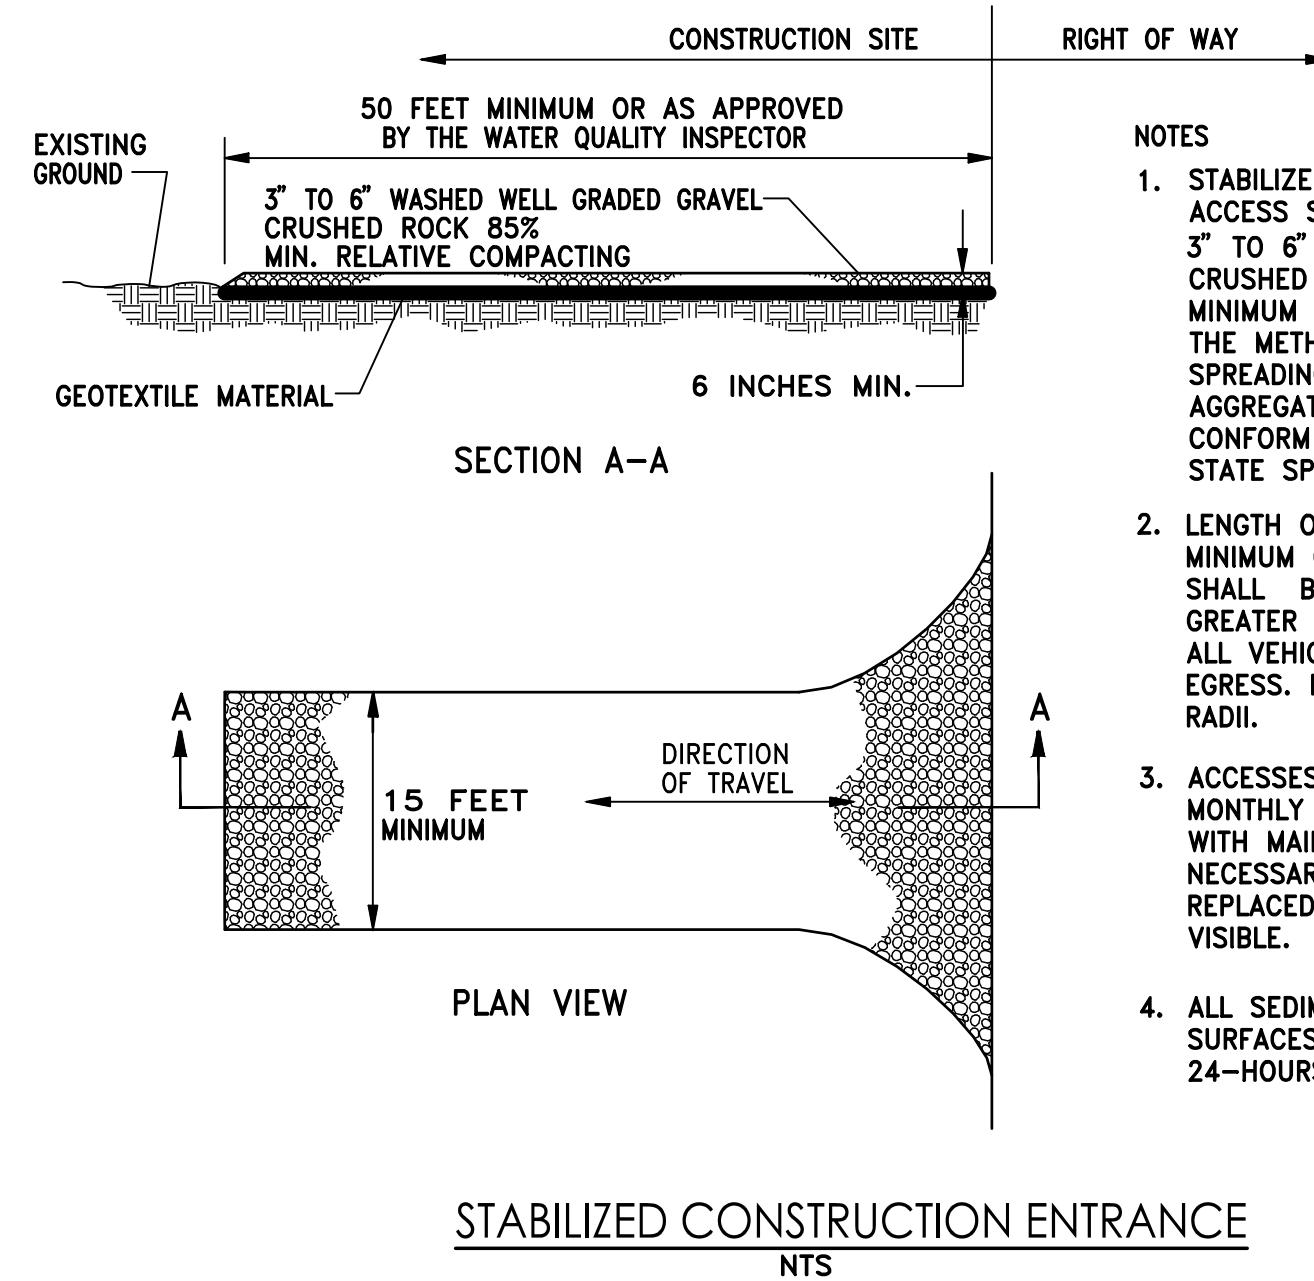 CONSTRUCTION SITE
RIGHT OF WAY
50 FEET MINIMUM OR AS APPROVED
BY THE WATER QUALITY INSPECTOR
EXISTING
GROUND
3" TO 6" WASHED WELL GRADED GRAVEL
CRUSHED ROCK 85%
MIN. RELATIVE COMPACTING
GEOTEXTILE MATERIAL
6 INCHES MIN.
SECTION A-A
A
A
DIRECTION
OF TRAVEL
15 FEET
MINIMUM
PLAN VIEW
NOTES
1. STABILIZE
ACCESS
3" TO 6"
CRUSHED
MINIMUM
THE
SPREADING
CONFORM
STATE
2. LENGTH
MINIMUM
SHALL
GREATER
ALL
EGRESS.
RADII.
3. ACCESSES
MONTHLY
WITH
REPLACED
VISIBLE.
4. ALL
SURFACES
24-HOURS
STABILIZED CONSTRUCTION ENTRANCE
NTS